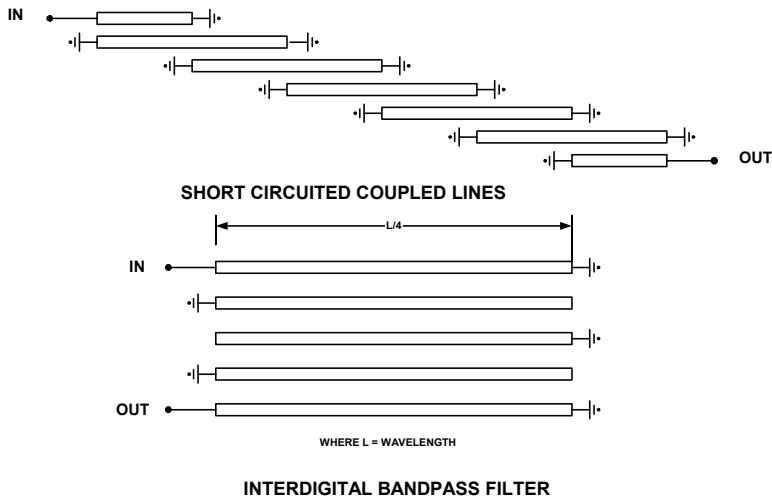 IN
OUT
SHORT CIRCUITED COUPLED LINES
L/4
IN
OUT
WHERE L = WAVELENGTH
INTERDIGITAL BANDPASS FILTER